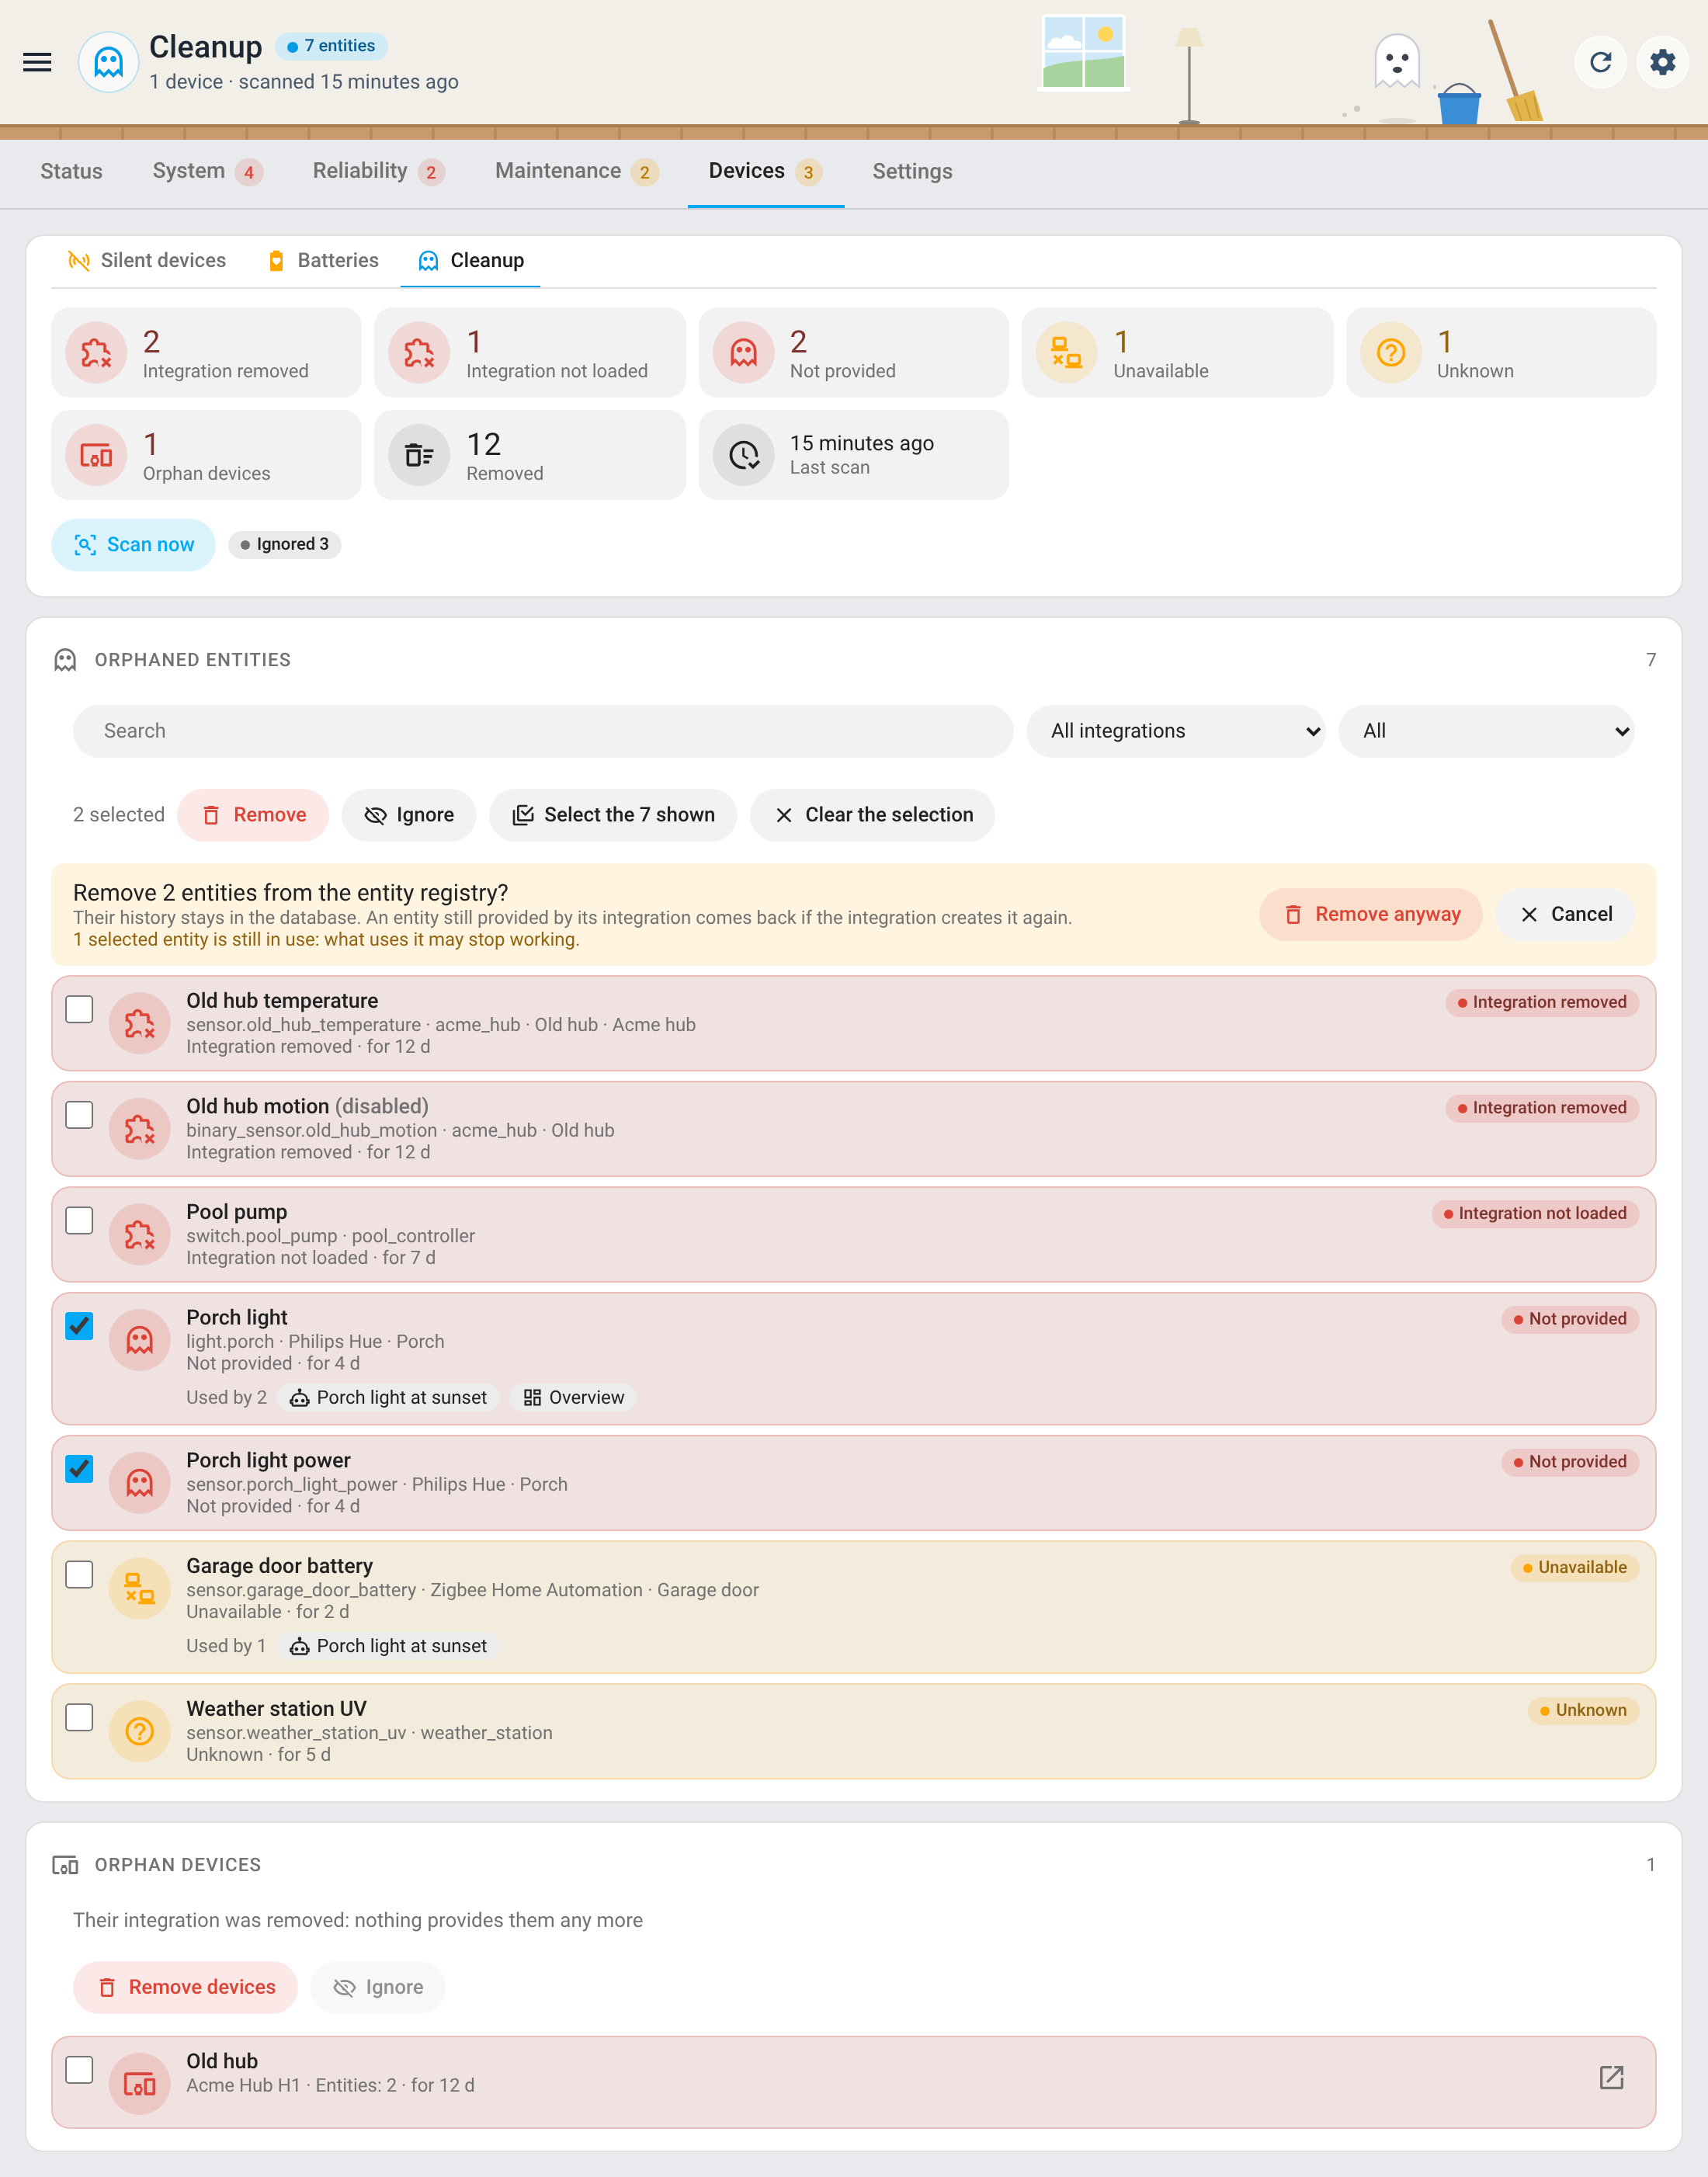 Cleanup
7 entities
1 device · scanned 15 minutes ago
Status
System 4
Reliability 2
Maintenance 2
Devices 3
Settings
Silent devices
Batteries
Cleanup
2
Integration removed
1
Integration not loaded
2
Not provided
1
Unavailable
1
Unknown
1
Orphan devices
12
Removed
15 minutes ago
Last scan
Scan now
Ignored 3
ORPHANED ENTITIES
7
Search
All integrations
All
2 selected
Remove
Ignore
Select the 7 shown
Clear the selection
Remove 2 entities from the entity registry?
Their history stays in the database. An entity still provided by its integration comes back if the integration creates it again.
1 selected entity is still in use: what uses it may stop working.
Remove anyway
Cancel
Old hub temperature
sensor.old_hub_temperature · acme_hub · Old hub · Acme hub
Integration removed · for 12 d
Integration removed
Old hub motion (disabled)
binary_sensor.old_hub_motion · acme_hub · Old hub
Integration removed · for 12 d
Integration removed
Pool pump
switch.pool_pump · pool_controller
Integration not loaded · for 7 d
Integration not loaded
Porch light
light.porch · Philips Hue · Porch
Not provided · for 4 d
Used by 2
Porch light at sunset
Overview
Not provided
Porch light power
sensor.porch_light_power · Philips Hue · Porch
Not provided · for 4 d
Not provided
Garage door battery
sensor.garage_door_battery · Zigbee Home Automation · Garage door
Unavailable · for 2 d
Used by 1
Porch light at sunset
Unavailable
Weather station UV
sensor.weather_station_uv · weather_station
Unknown · for 5 d
Unknown
ORPHAN DEVICES
1
Their integration was removed: nothing provides them any more
Remove devices
Ignore
Old hub
Acme Hub H1 · Entities: 2 · for 12 d